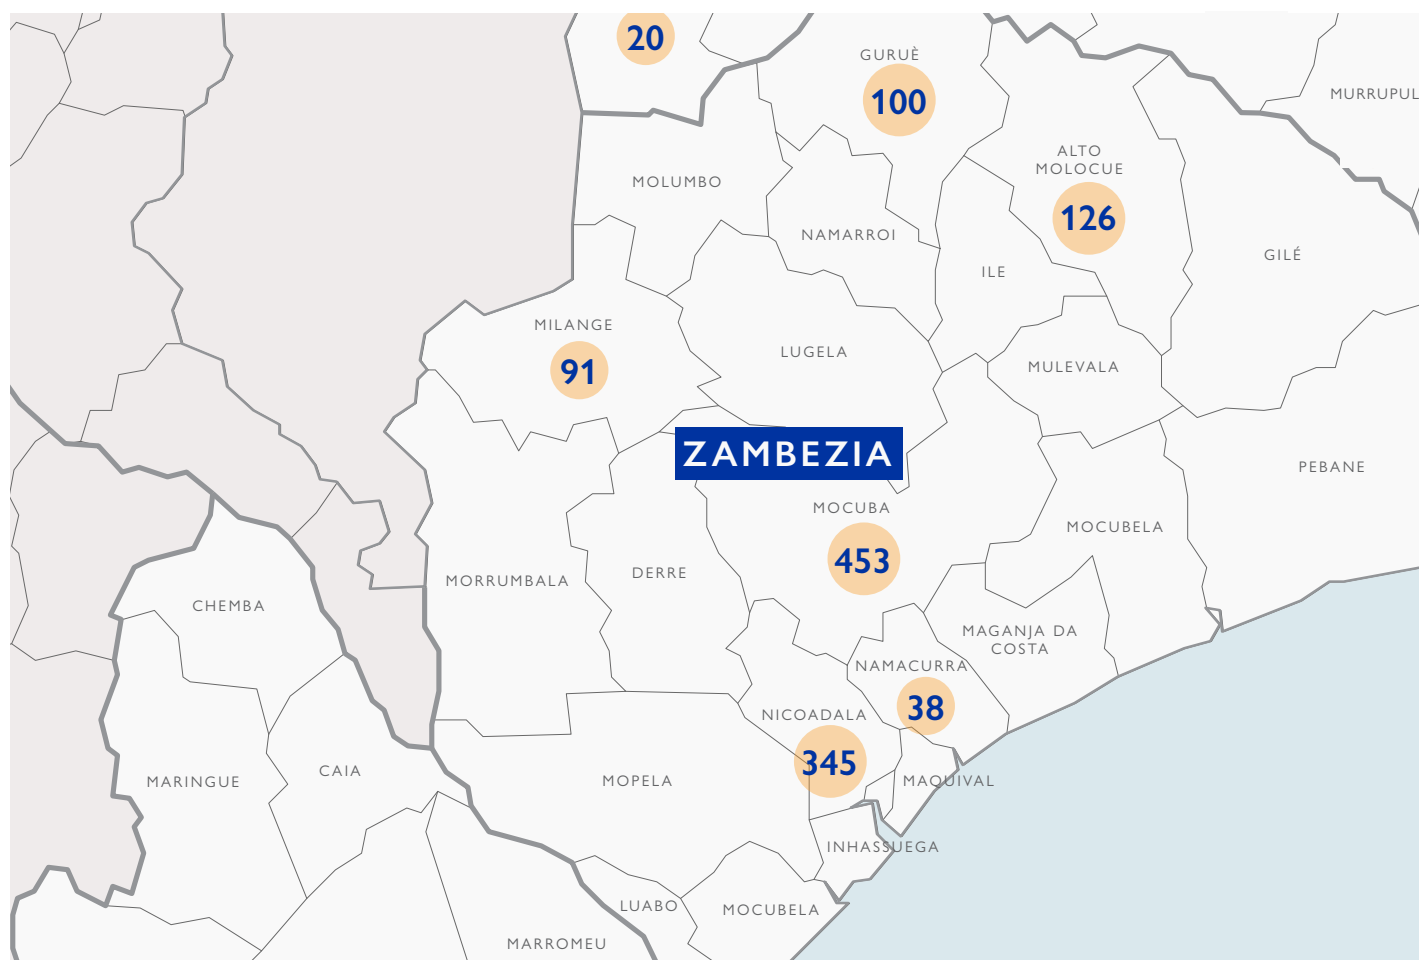 20
GURUÈ
100
MURRUPUL
ALTO
MOLOCUE
126
MOLUMBO
NAMARROI
ILE
GILÉ
MILANGE
91
LUGELA
MULEVALA
ZAMBEZIA
PEBANE
MOCUBA
453
MOCUBELA
MORRUMBALA
DERRE
CHEMBA
MAGANJA DA
COSTA
NAMACURRA
38
NICOADALA
345
MARINGUE
CAIA
MOPELA
MAQUIVAL
INHASSUEGA
LUABO
MOCUBELA
MARROMEU